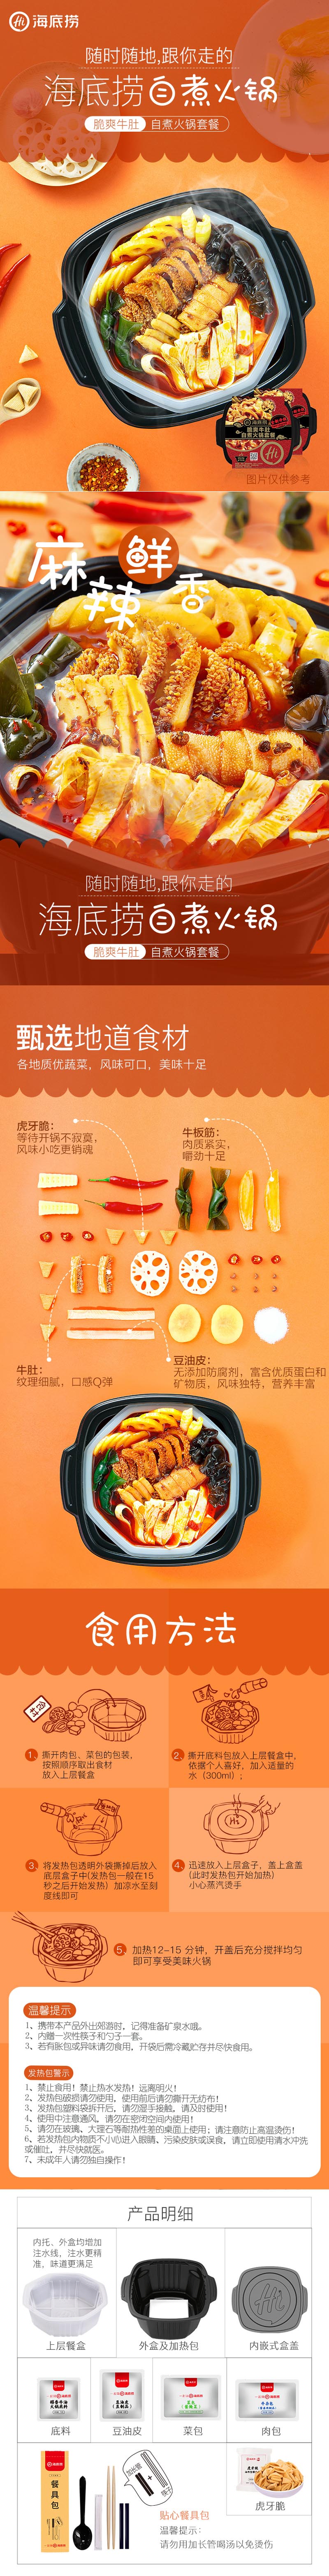 Hi 海底捞
随时随地,跟你走的
海底捞自煮火锅
脆爽牛肚 自煮火锅套餐
海底捞
脆爽牛肚
自煮火锅套餐
Hi
图片仅供参考
麻辣鲜香
随时随地,跟你走的
海底捞自煮火锅
脆爽牛肚 自煮火锅套餐
甄选地道食材
各地质优蔬菜，风味可口，美味十足
虎牙脆：
等待开锅不寂寞，
风味小吃更销魂
牛板筋：
肉质紧实，
嚼劲十足
牛肚：
纹理细腻，口感Q弹
豆油皮：
无添加防腐剂，富含优质蛋白和
矿物质，风味独特，营养丰富
食用方法
1、撕开肉包、菜包的包装，
按照顺序取出食材
放入上层餐盒
2、撕开底料包放入上层餐盒中，
依据个人喜好，加入适量的
水（300ml）；
3、将发热包透明外袋撕掉后放入
底层盒子中(发热包一般在15
秒之后开始发热）加凉水至刻
度线即可
4、迅速放入上层盒子，盖上盒盖
(此时发热包开始加热)
小心蒸汽烫手
5、加热12–15 分钟，开盖后充分搅拌均匀
即可享受美味火锅
温馨提示
1、携带本产品外出郊游时，记得准备矿泉水哦。
2、内赠一次性筷子和勺子一套。
3、若有胀包或异味请勿食用，开袋后需冷藏贮存并尽快食用。
发热包警示
1、禁止食用！禁止热水发热！远离明火！
2、发热包破损请勿使用，使用前后请勿撕开无纺布！
3、发热包塑料袋拆开后，请勿湿手接触，请及时使用！
4、使用中注意通风，请勿在密闭空间内使用！
5、请勿在玻璃、大理石等耐热性差的桌面上使用；请注意防止高温烫伤！
6、若发热包内物质不小心进入眼睛、污染皮肤或误食，请立即使用清水冲洗
或催吐，并尽快就医。
7、未成年人请勿独自操作！
产品明细
内托、外盒均增加
注水线，注水更精
准，味道更满足
上层餐盒
外盒及加热包
内嵌式盒盖
底料
豆油皮
菜包
肉包
餐具包
加长管
筷子
贴心餐具包
温馨提示：
请勿用加长管喝汤以免烫伤
虎牙脆